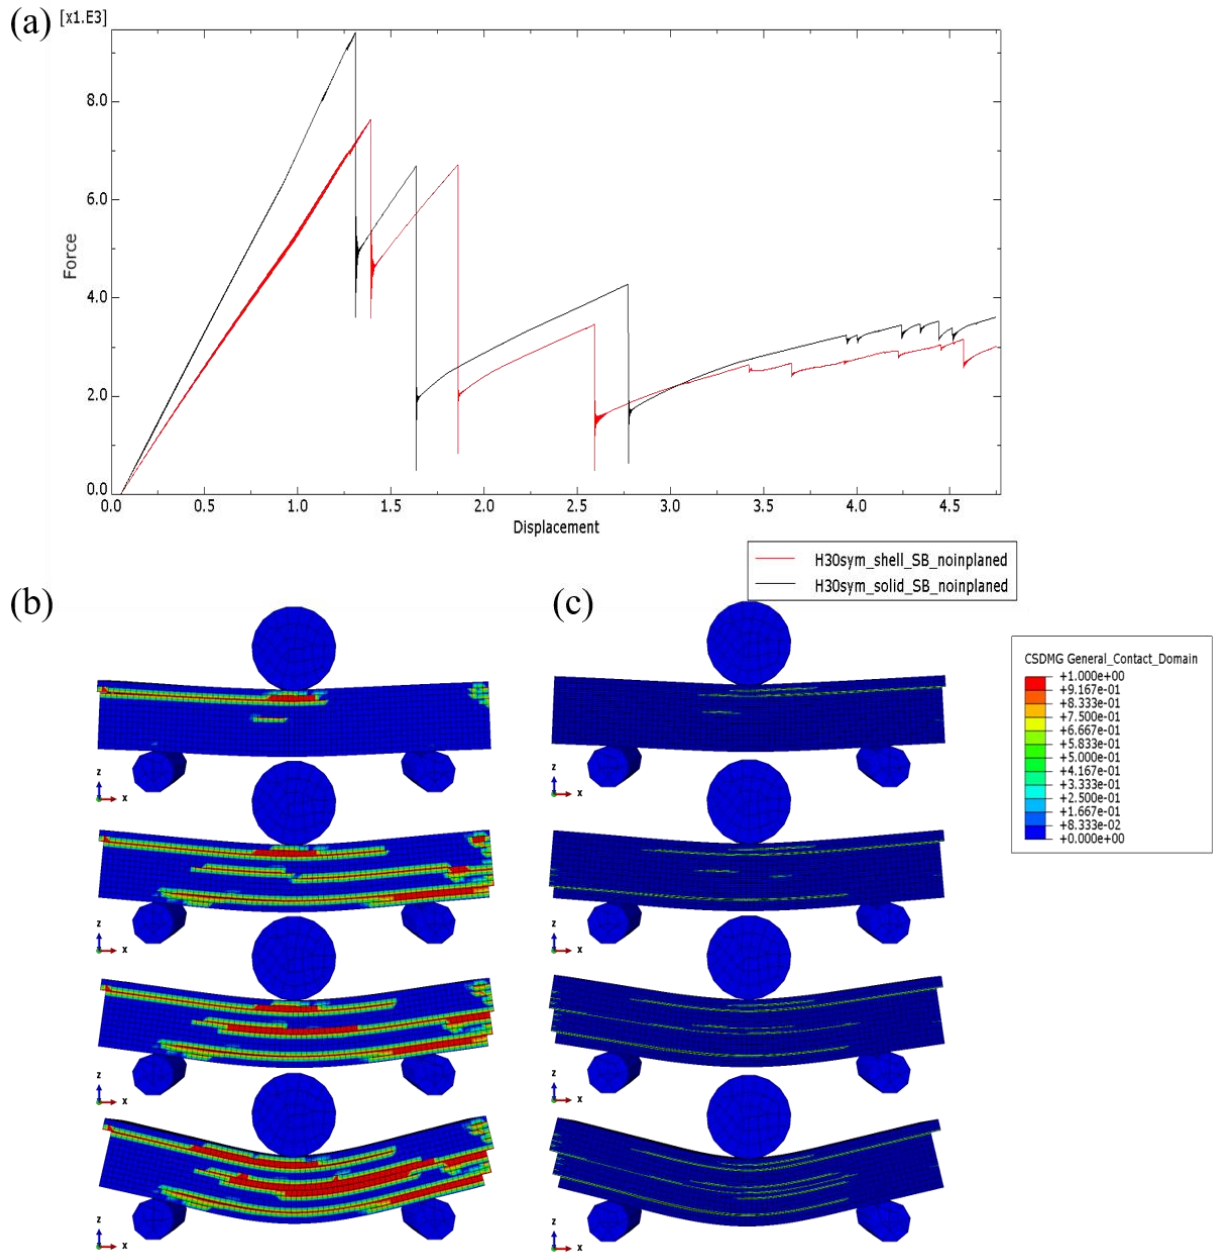 (a)
[x1.E3]
8.0
6.0
4.0
2.0
0.0
Force
0.0 0.5 1.0 1.5 2.0 2.5 3.0 3.5 4.0 4.5
Displacement
H30sym_shell_SB_noinplaned
H30sym_solid_SB_noinplaned
(b)
(c)
CSDMG General_Contact_Domain
+1.000e+00
+9.167e-01
+8.333e-01
+7.500e-01
+6.667e-01
+5.833e-01
+5.000e-01
+4.167e-01
+3.333e-01
+2.500e-01
+1.667e-01
+8.333e-02
+0.000e+00
z
x
z
x
z
x
z
x
z
x
z
x
z
x
z
x